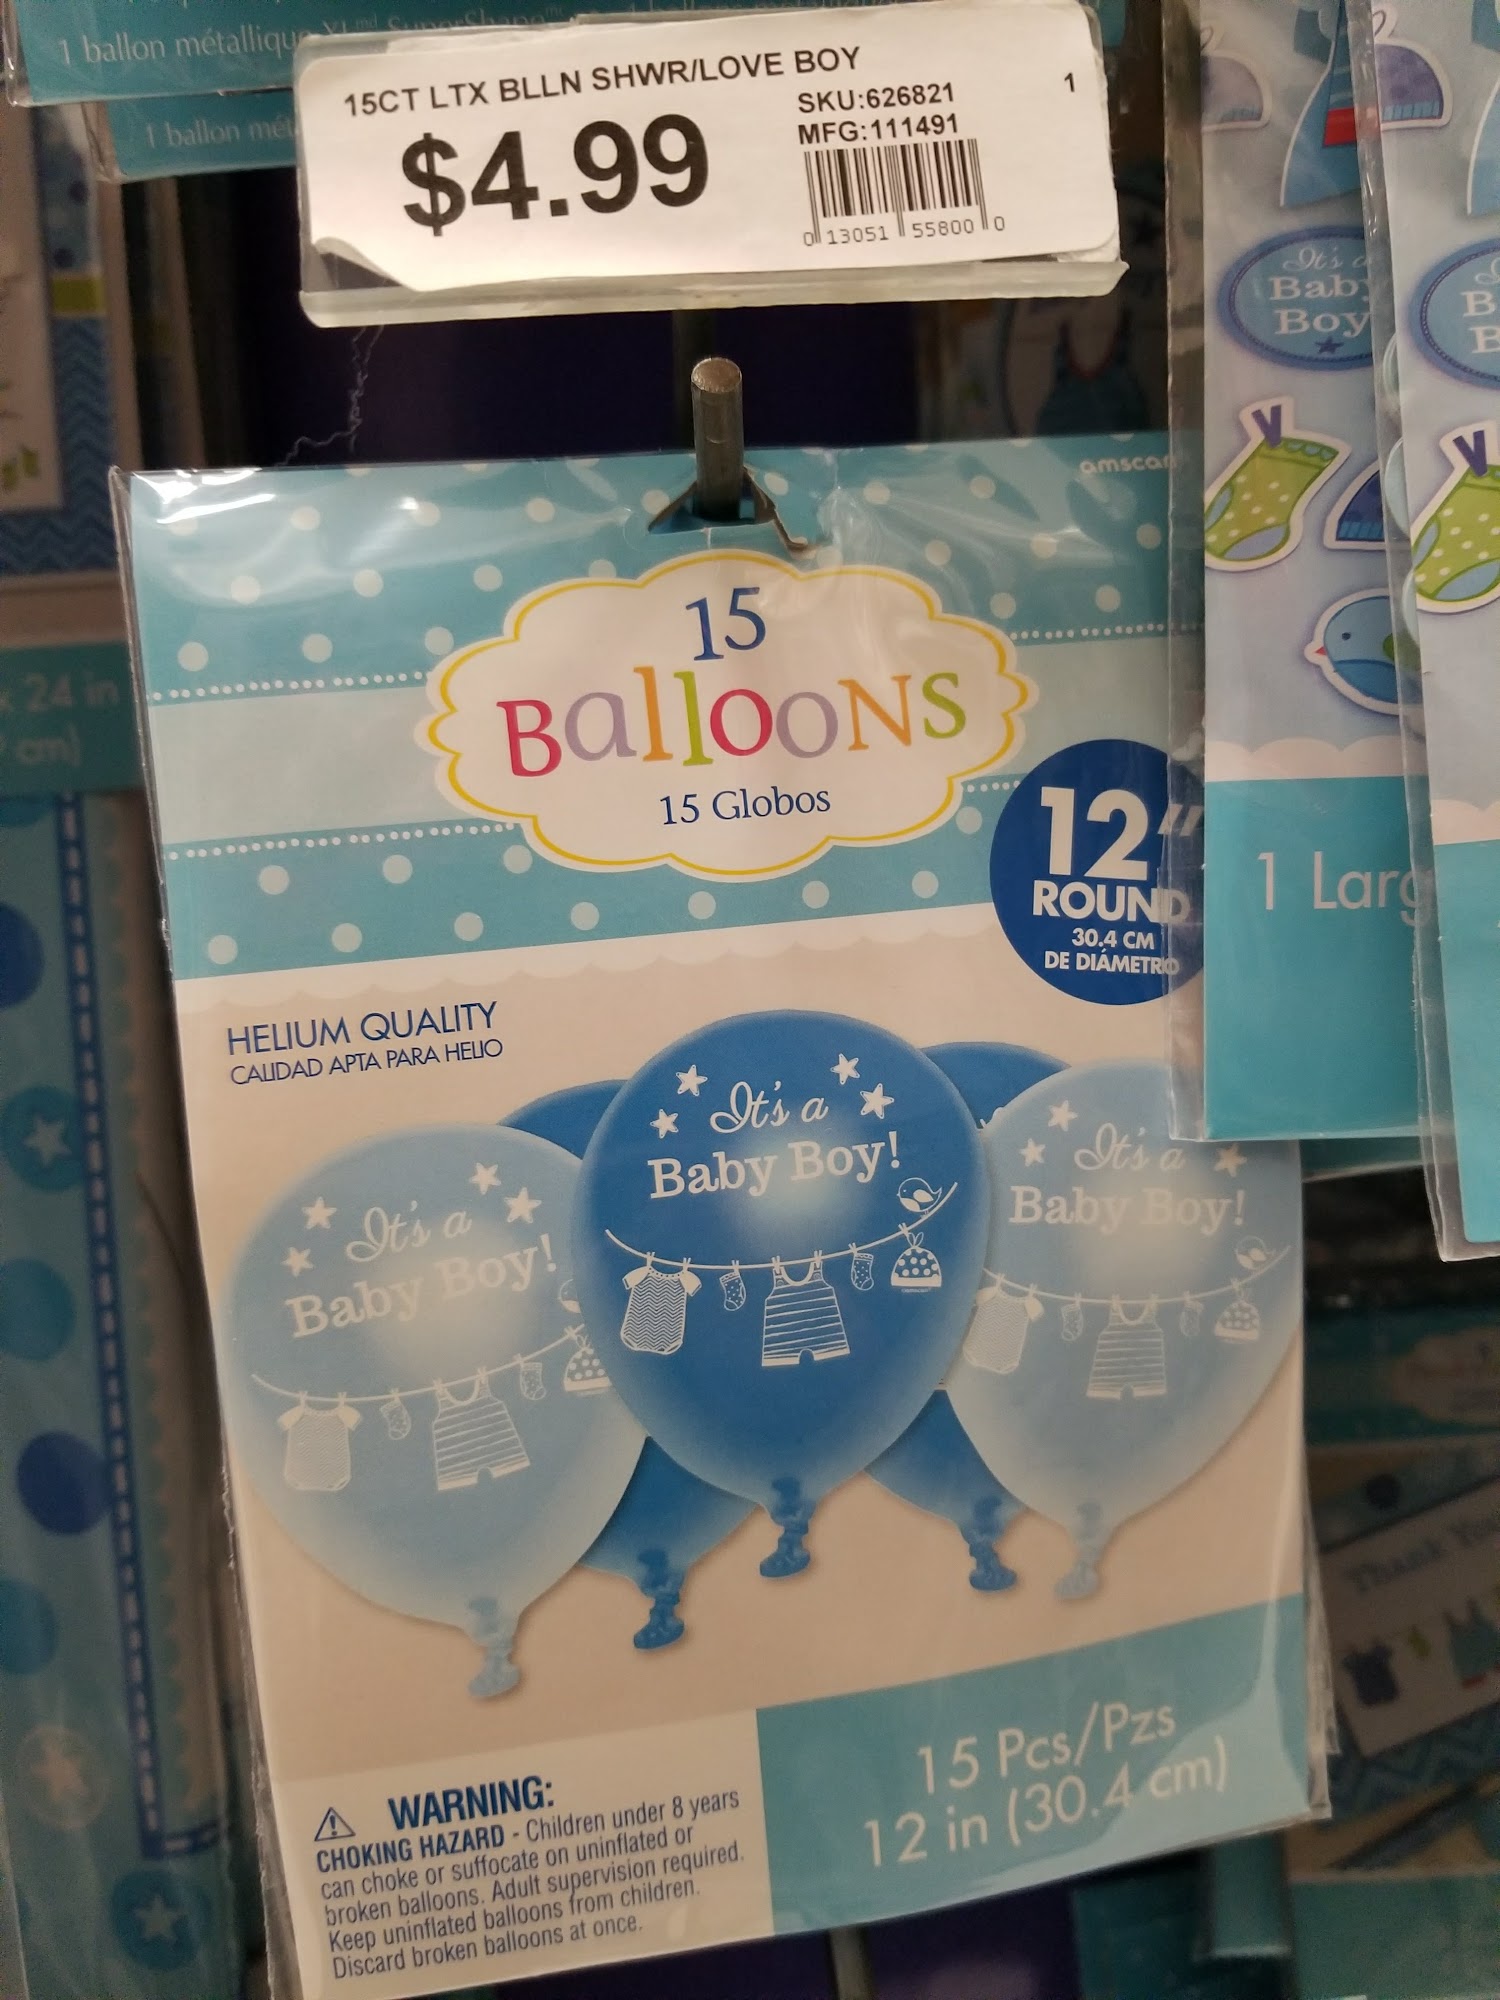 1 ballon métallique
1 ballon
15CT LTX BLLN SHWR/LOVE BOY
$4.99
SKU:626821
MFG:111491
1
0 13051 55800 0
amscan
15
Balloons
15 Globos
12"
ROUND
30.4 CM
DE DIÁMETRO
HELIUM QUALITY
CALIDAD APTA PARA HELIO
It's a
Baby Boy!
It's a
Baby Boy!
It's a
Baby Boy!
WARNING:
CHOKING HAZARD - Children under 8 years
can choke or suffocate on uninflated or
broken balloons. Adult supervision required.
Keep uninflated balloons from children.
Discard broken balloons at once.
15 Pcs/Pzs
12 in (30.4 cm)
It's a
Baby
Boy
1
x 24 in
cm)
Thank